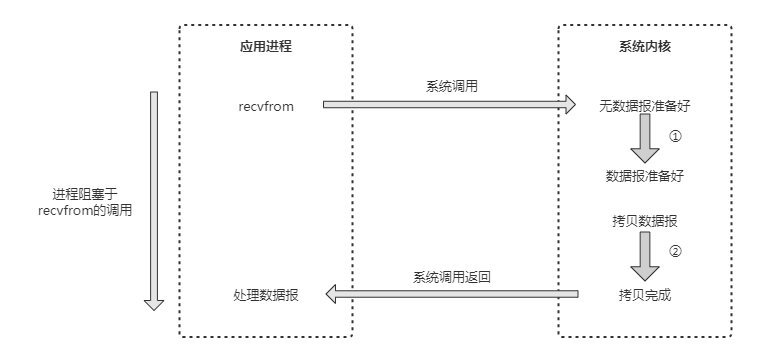 应用进程
系统内核
系统调用
recvfrom
无数据报准备好
①
数据报准备好
进程阻塞于
recvfrom的调用
拷贝数据报
②
系统调用返回
处理数据报
拷贝完成